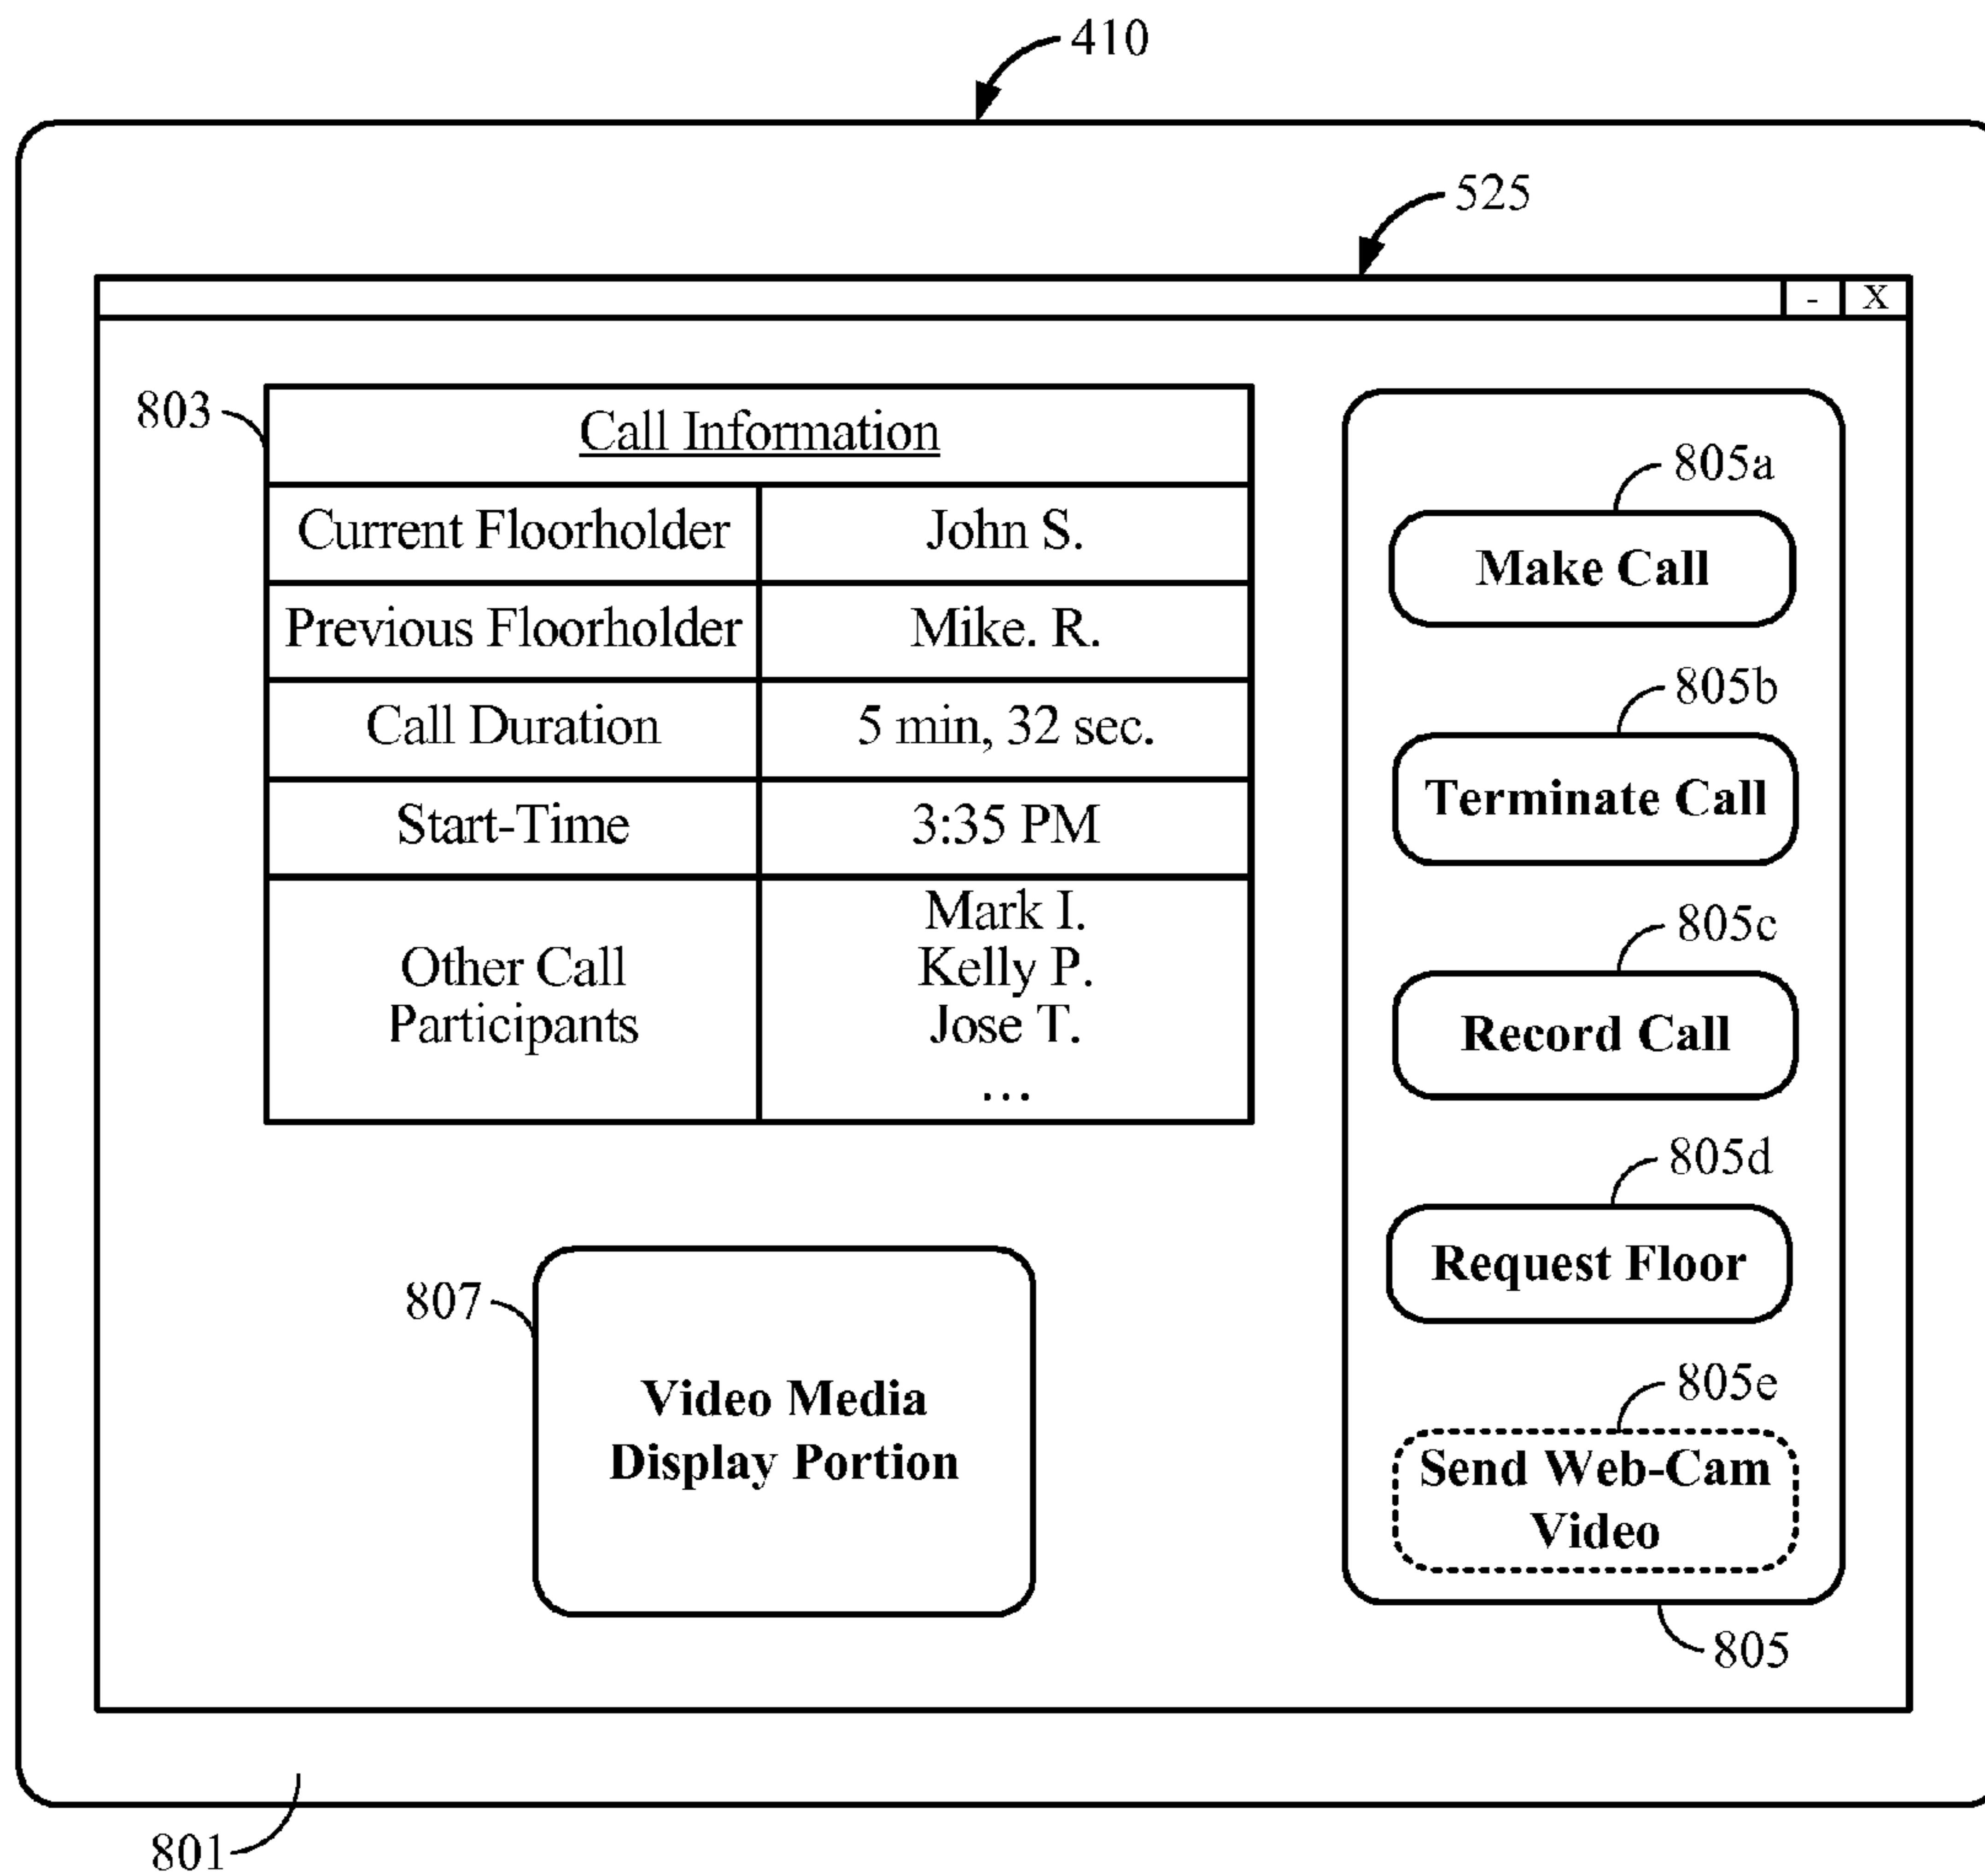 410
525
- X
803
Call Information
Current Floorholder John S.
Previous Floorholder Mike. R.
Call Duration 5 min, 32 sec.
Start-Time 3:35 PM
Other Call
Participants
Mark I.
Kelly P.
Jose T.
...
805a
Make Call
805b
Terminate Call
805c
Record Call
805d
Request Floor
805e
Send Web-Cam
Video
805
807
Video Media
Display Portion
801